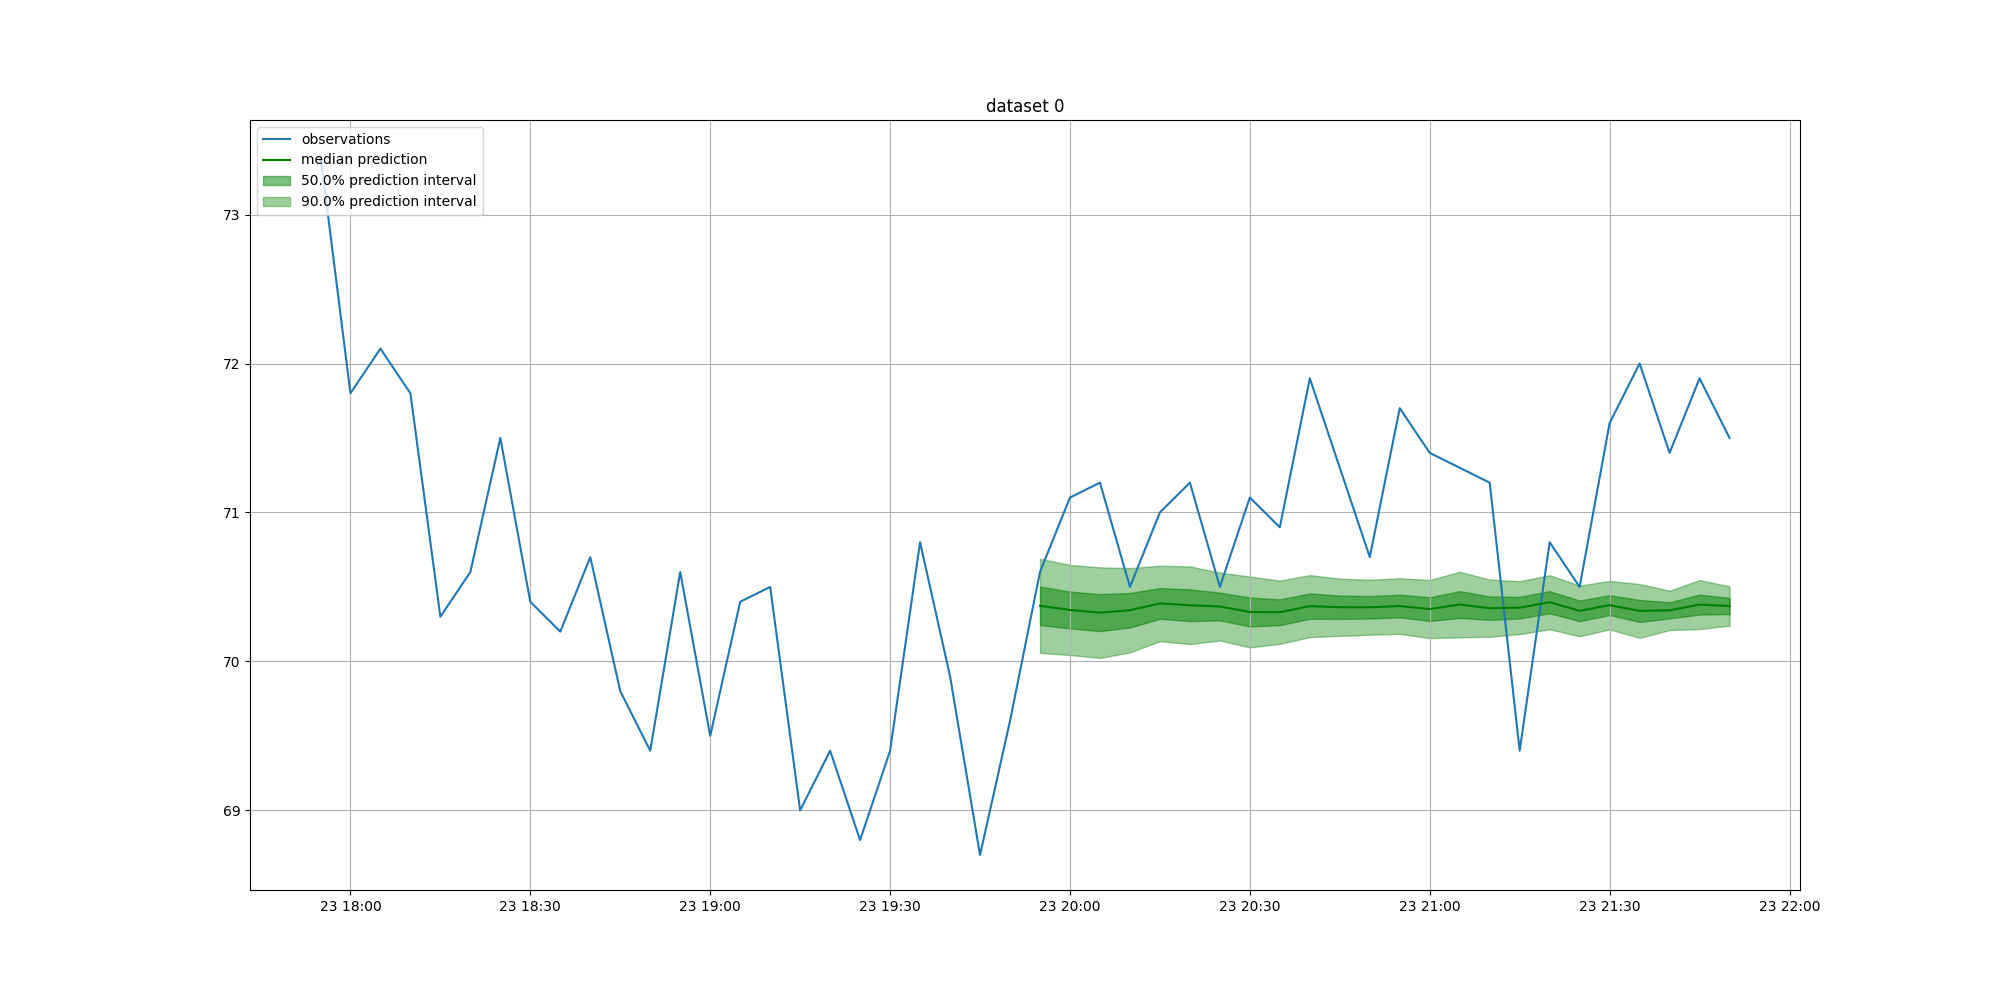 dataset 0
observations
median prediction
50.0% prediction interval
90.0% prediction interval
73
72
71
70
69
23 18:00
23 18:30
23 19:00
23 19:30
23 20:00
23 20:30
23 21:00
23 21:30
23 22:00